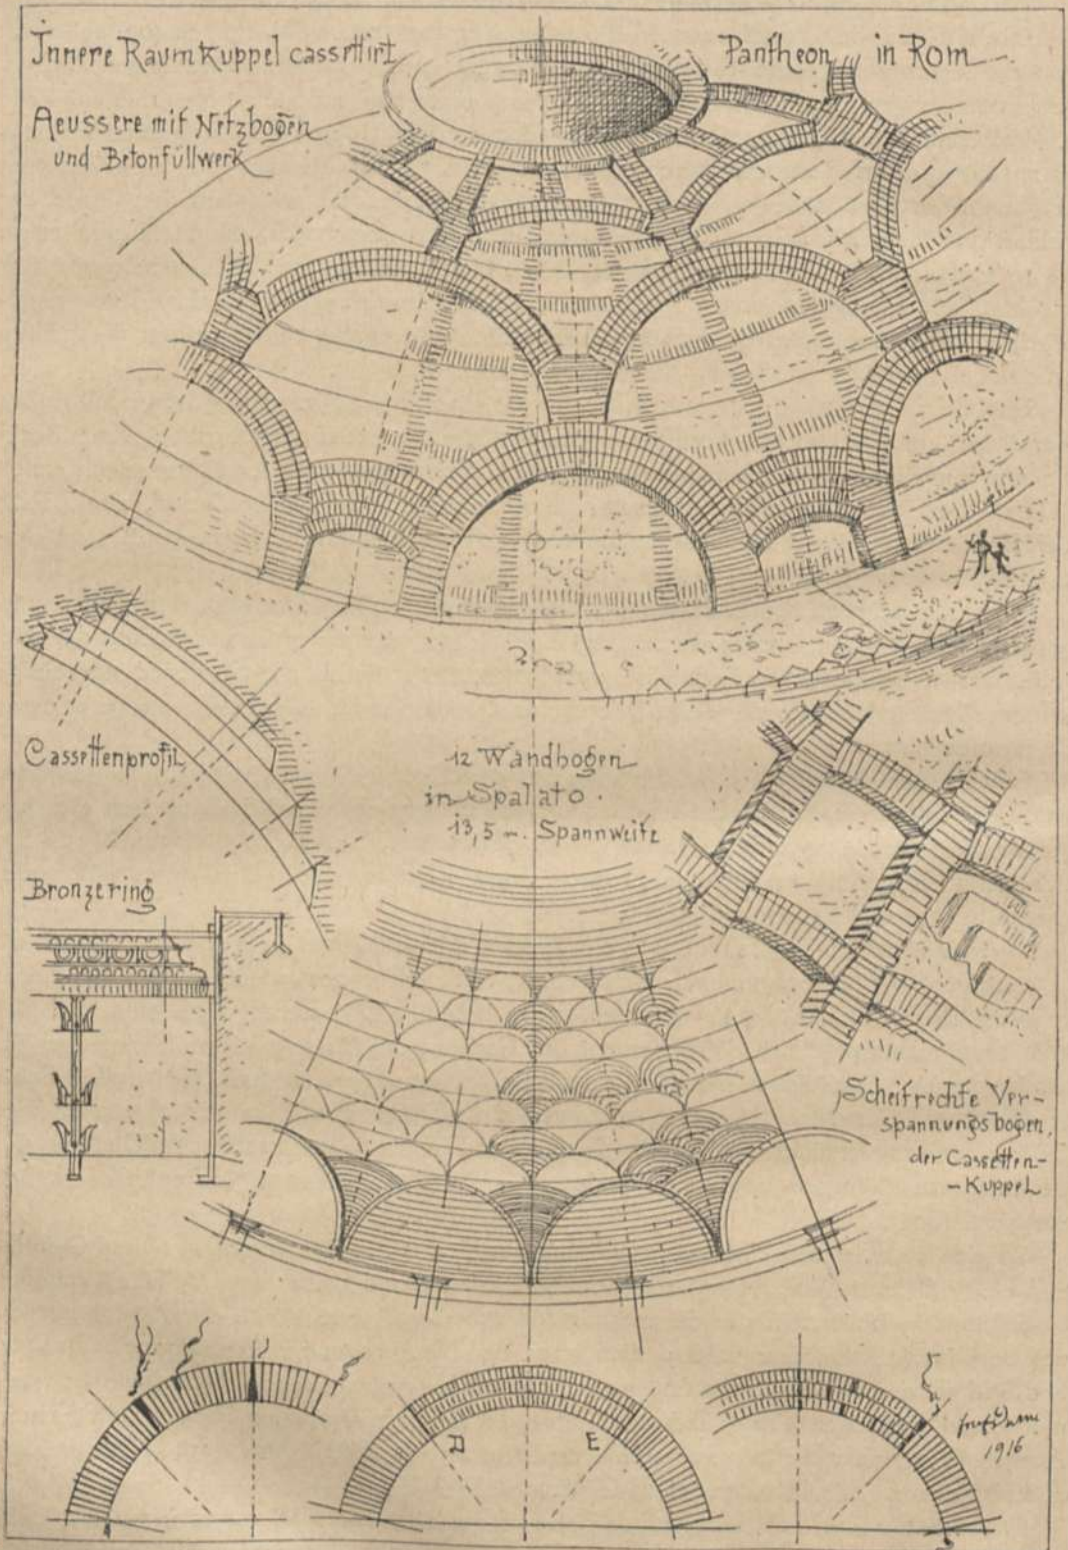 Innere Raumkuppel cassettirt
Pantheon in Rom
Aeussere mit Netzbogen
und Betonfüllwerk
Cassettenprofil
12 Wandbogen
in Spalato.
13,5 m. Spannweite
Bronzering
Scheitrechte Ver-
spannungsbogen,
der Cassetten-
-Kuppel
D
E
1916